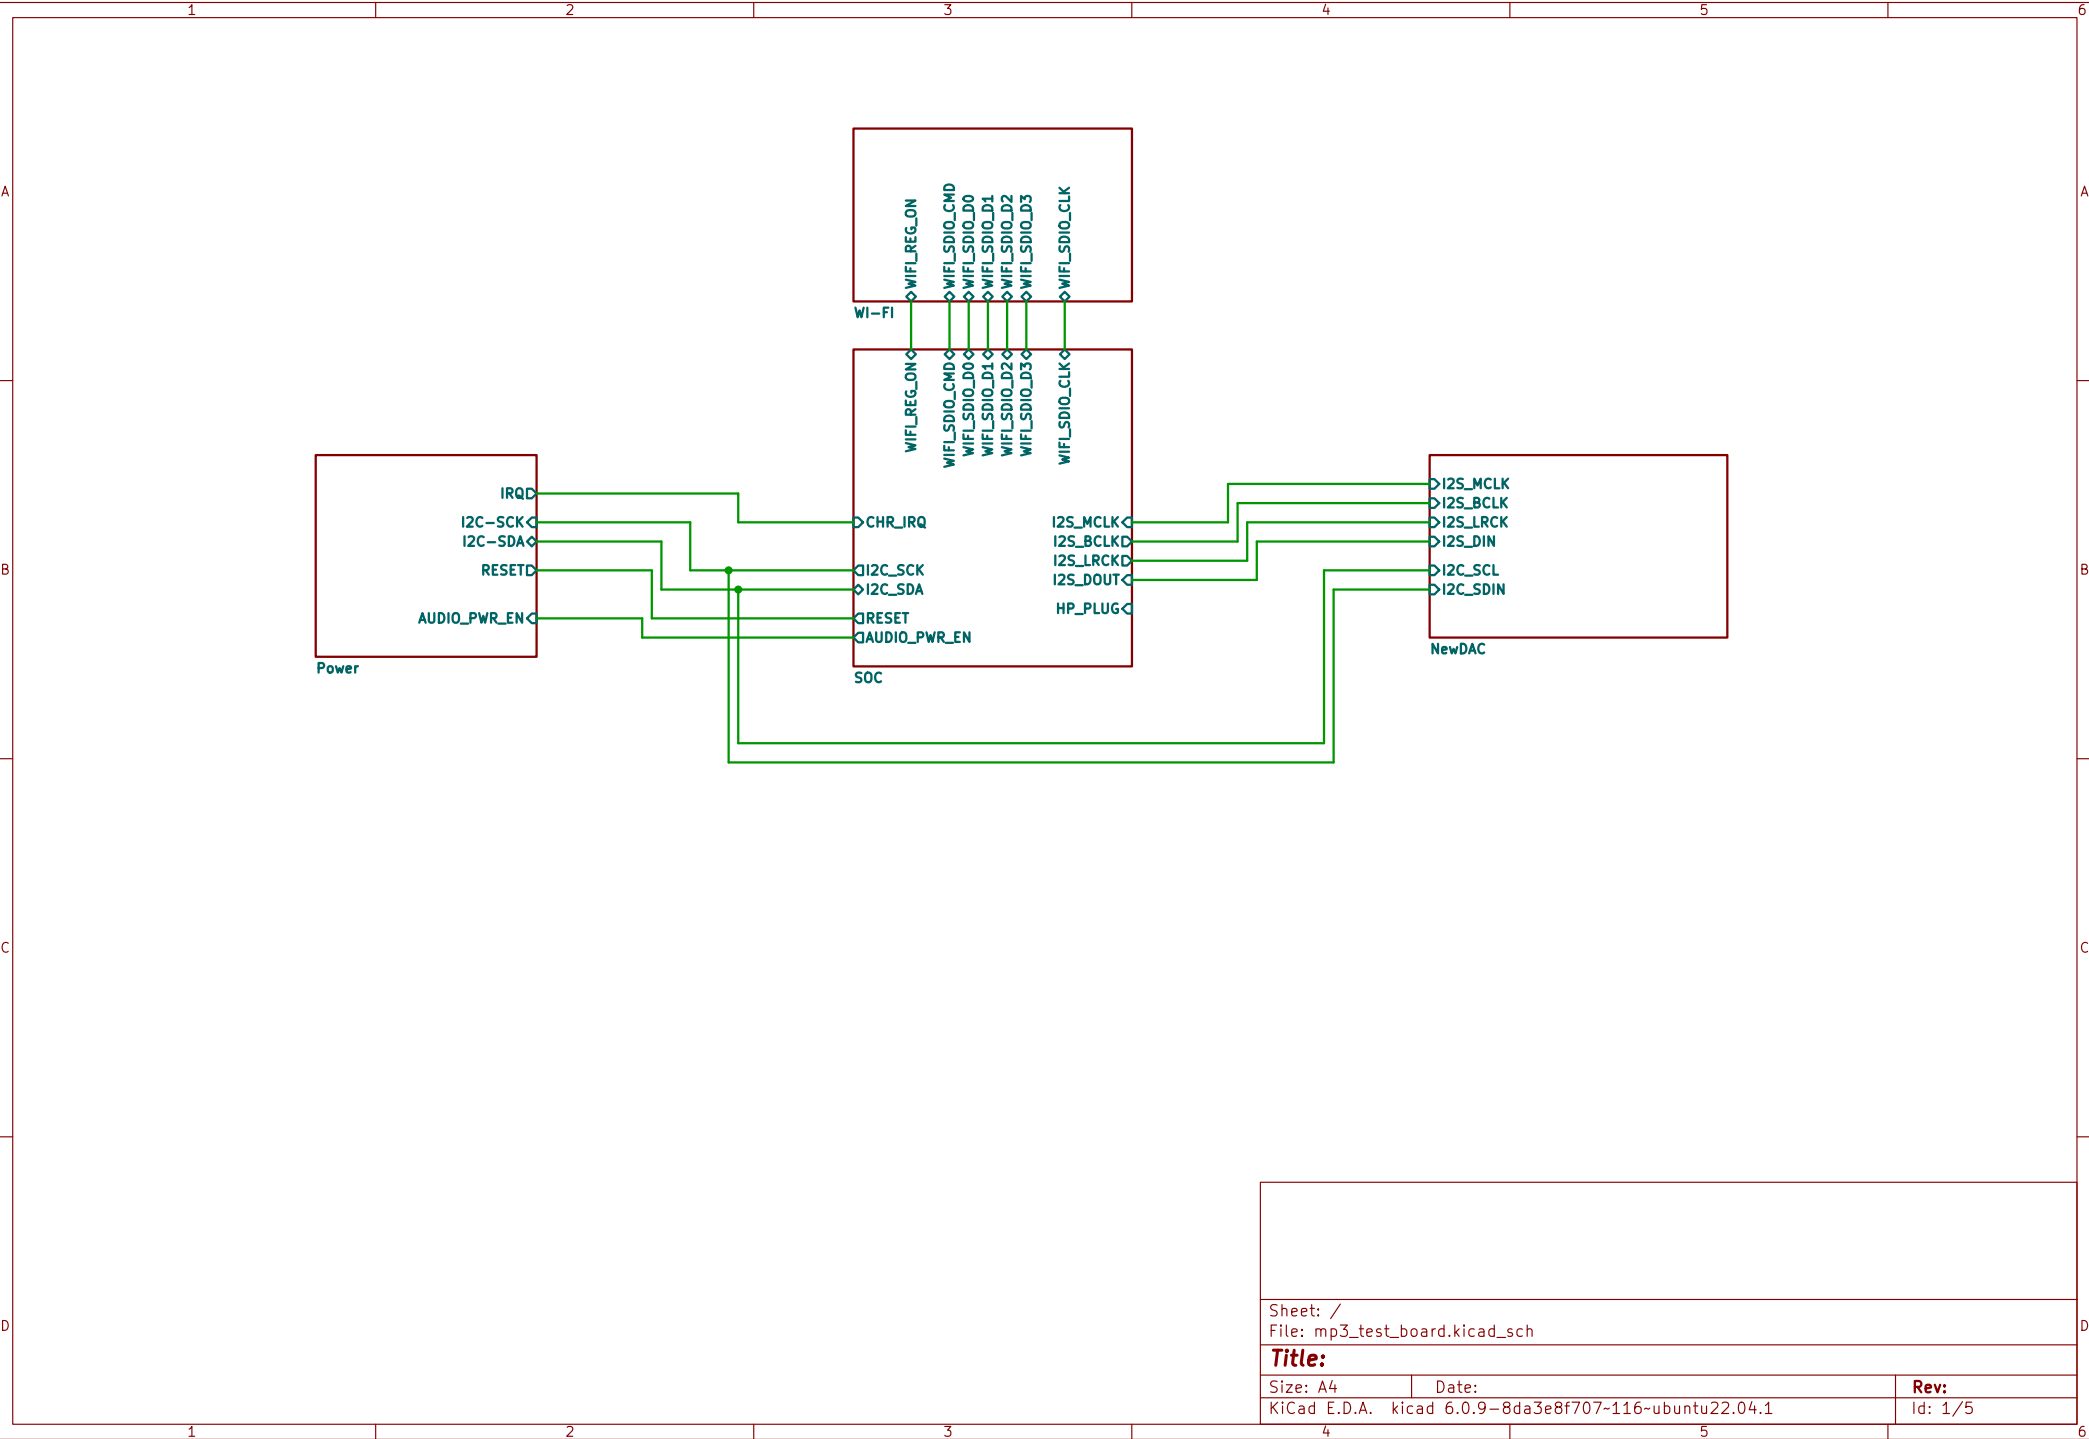 1 2 3 4 5 6
A A
B B
C C
D D
WIFI_REG_ON
WIFI_SDIO_CMD
WIFI_SDIO_D0
WIFI_SDIO_D1
WIFI_SDIO_D2
WIFI_SDIO_D3
WIFI_SDIO_CLK
WI-FI
WIFI_REG_ON
WIFI_SDIO_CMD
WIFI_SDIO_D0
WIFI_SDIO_D1
WIFI_SDIO_D2
WIFI_SDIO_D3
WIFI_SDIO_CLK
IRQ
I2C-SCK
I2C-SDA
RESET
AUDIO_PWR_EN
Power
CHR_IRQ
I2C_SCK
I2C_SDA
RESET
AUDIO_PWR_EN
I2S_MCLK
I2S_BCLK
I2S_LRCK
I2S_DOUT
HP_PLUG
SOC
I2S_MCLK
I2S_BCLK
I2S_LRCK
I2S_DIN
I2C_SCL
I2C_SDIN
NewDAC
Sheet: /
File: mp3_test_board.kicad_sch
Title:
Size: A4 Date: Rev:
KiCad E.D.A. kicad 6.0.9-8da3e8f707~116~ubuntu22.04.1 Id: 1/5
1 2 3 4 5 6